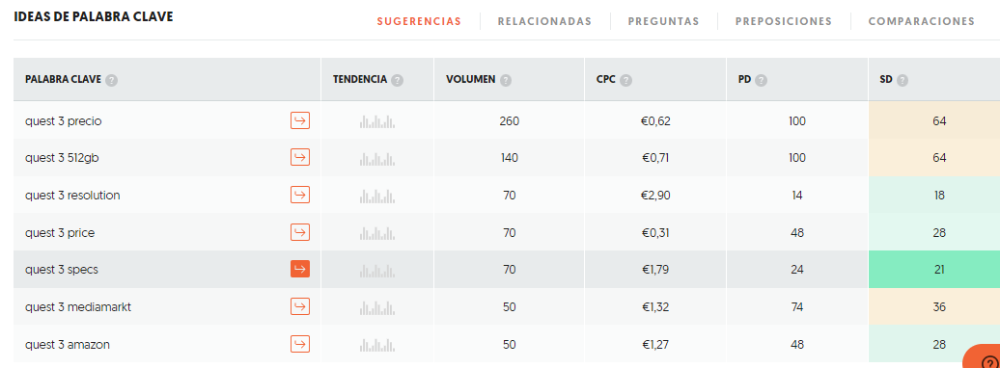 IDEAS DE PALABRA CLAVE
SUGERENCIAS RELACIONADAS PREGUNTAS PREPOSICIONES COMPARACIONES
PALABRA CLAVE ? TENDENCIA ? VOLUMEN ? CPC ? PD ? SD ?
quest 3 precio 260 €0,62 100 64
quest 3 512gb 140 €0,71 100 64
quest 3 resolution 70 €2,90 14 18
quest 3 price 70 €0,31 48 28
quest 3 specs 70 €1,79 24 21
quest 3 mediamarkt 50 €1,32 74 36
quest 3 amazon 50 €1,27 48 28
?